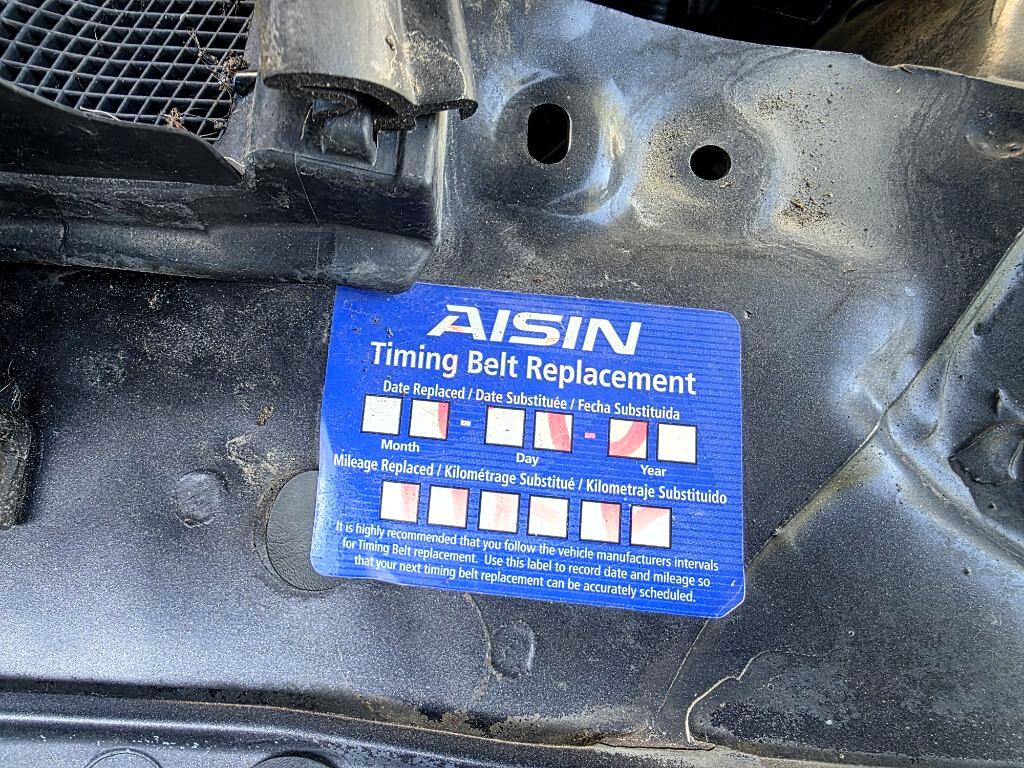 AISIN
Timing Belt Replacement
Date Replaced / Date Substituée / Fecha Substituida
- -
Month Day Year
Mileage Replaced / Kilométrage Substitué / Kilometraje Substituido
It is highly recommended that you follow the vehicle manufacturers intervals
for Timing Belt replacement. Use this label to record date and mileage so
that your next timing belt replacement can be accurately scheduled.